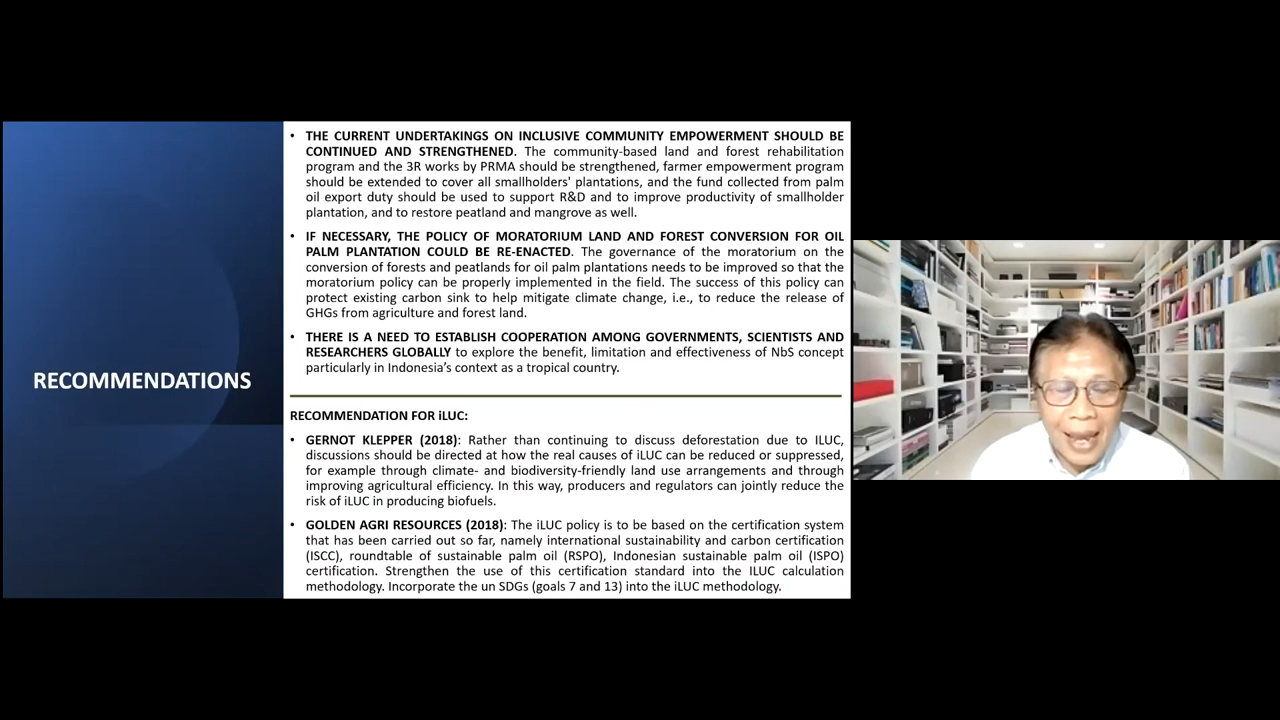 RECOMMENDATIONS
• THE CURRENT UNDERTAKINGS ON INCLUSIVE COMMUNITY EMPOWERMENT SHOULD BE
CONTINUED AND STRENGTHENED. The community-based land and forest rehabilitation
program and the 3R works by PRMA should be strengthened, farmer empowerment program
should be extended to cover all smallholders' plantations, and the fund collected from palm
oil export duty should be used to support R&D and to improve productivity of smallholder
plantation, and to restore peatland and mangrove as well.
• IF NECESSARY, THE POLICY OF MORATORIUM LAND AND FOREST CONVERSION FOR OIL
PALM PLANTATION COULD BE RE-ENACTED. The governance of the moratorium on the
conversion of forests and peatlands for oil palm plantations needs to be improved so that the
moratorium policy can be properly implemented in the field. The success of this policy can
protect existing carbon sink to help mitigate climate change, i.e., to reduce the release of
GHGs from agriculture and forest land.
• THERE IS A NEED TO ESTABLISH COOPERATION AMONG GOVERNMENTS, SCIENTISTS AND
RESEARCHERS GLOBALLY to explore the benefit, limitation and effectiveness of NbS concept
particularly in Indonesia's context as a tropical country.
RECOMMENDATION FOR iLUC:
• GERNOT KLEPPER (2018): Rather than continuing to discuss deforestation due to ILUC,
discussions should be directed at how the real causes of iLUC can be reduced or suppressed,
for example through climate- and biodiversity-friendly land use arrangements and through
improving agricultural efficiency. In this way, producers and regulators can jointly reduce the
risk of iLUC in producing biofuels.
• GOLDEN AGRI RESOURCES (2018): The iLUC policy is to be based on the certification system
that has been carried out so far, namely international sustainability and carbon certification
(ISCC), roundtable of sustainable palm oil (RSPO), Indonesian sustainable palm oil (ISPO)
certification. Strengthen the use of this certification standard into the ILUC calculation
methodology. Incorporate the un SDGs (goals 7 and 13) into the iLUC methodology.